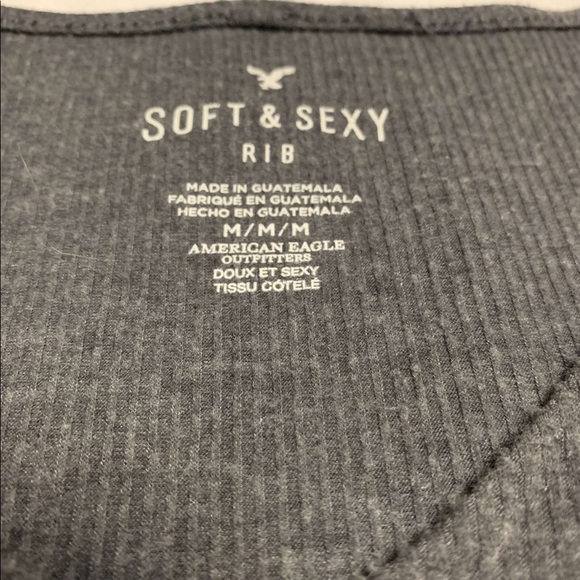 SOFT & SEXY
RIB
MADE IN GUATEMALA
FABRIQUÉ EN GUATEMALA
HECHO EN GUATEMALA
M/M/M
AMERICAN EAGLE
OUTFITTERS
DOUX ET SEXY
TISSU CÔTELÉ